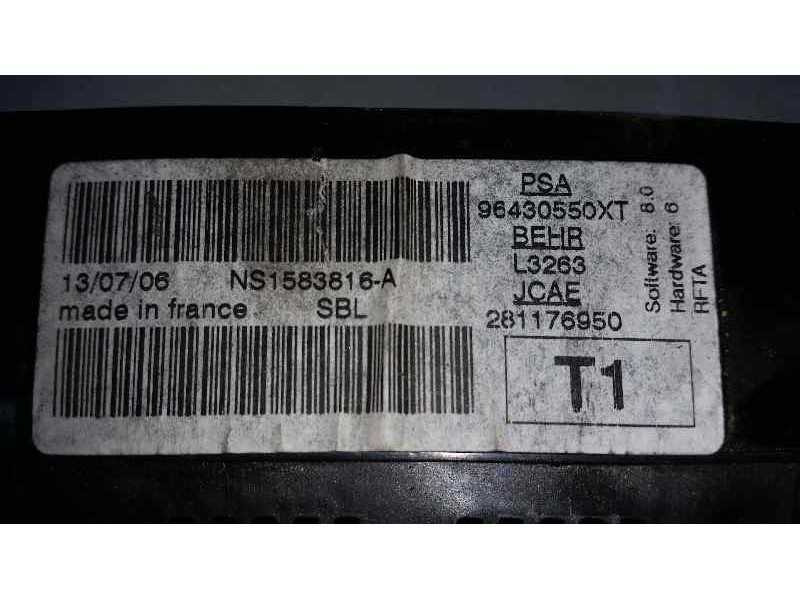 13/07/06 NS1583816-A
made in france SBL
PSA
96430550XT
BEHR
L3263
JCAE
281176950
T1
Software: 8.0
Hardware: 6
RFTA